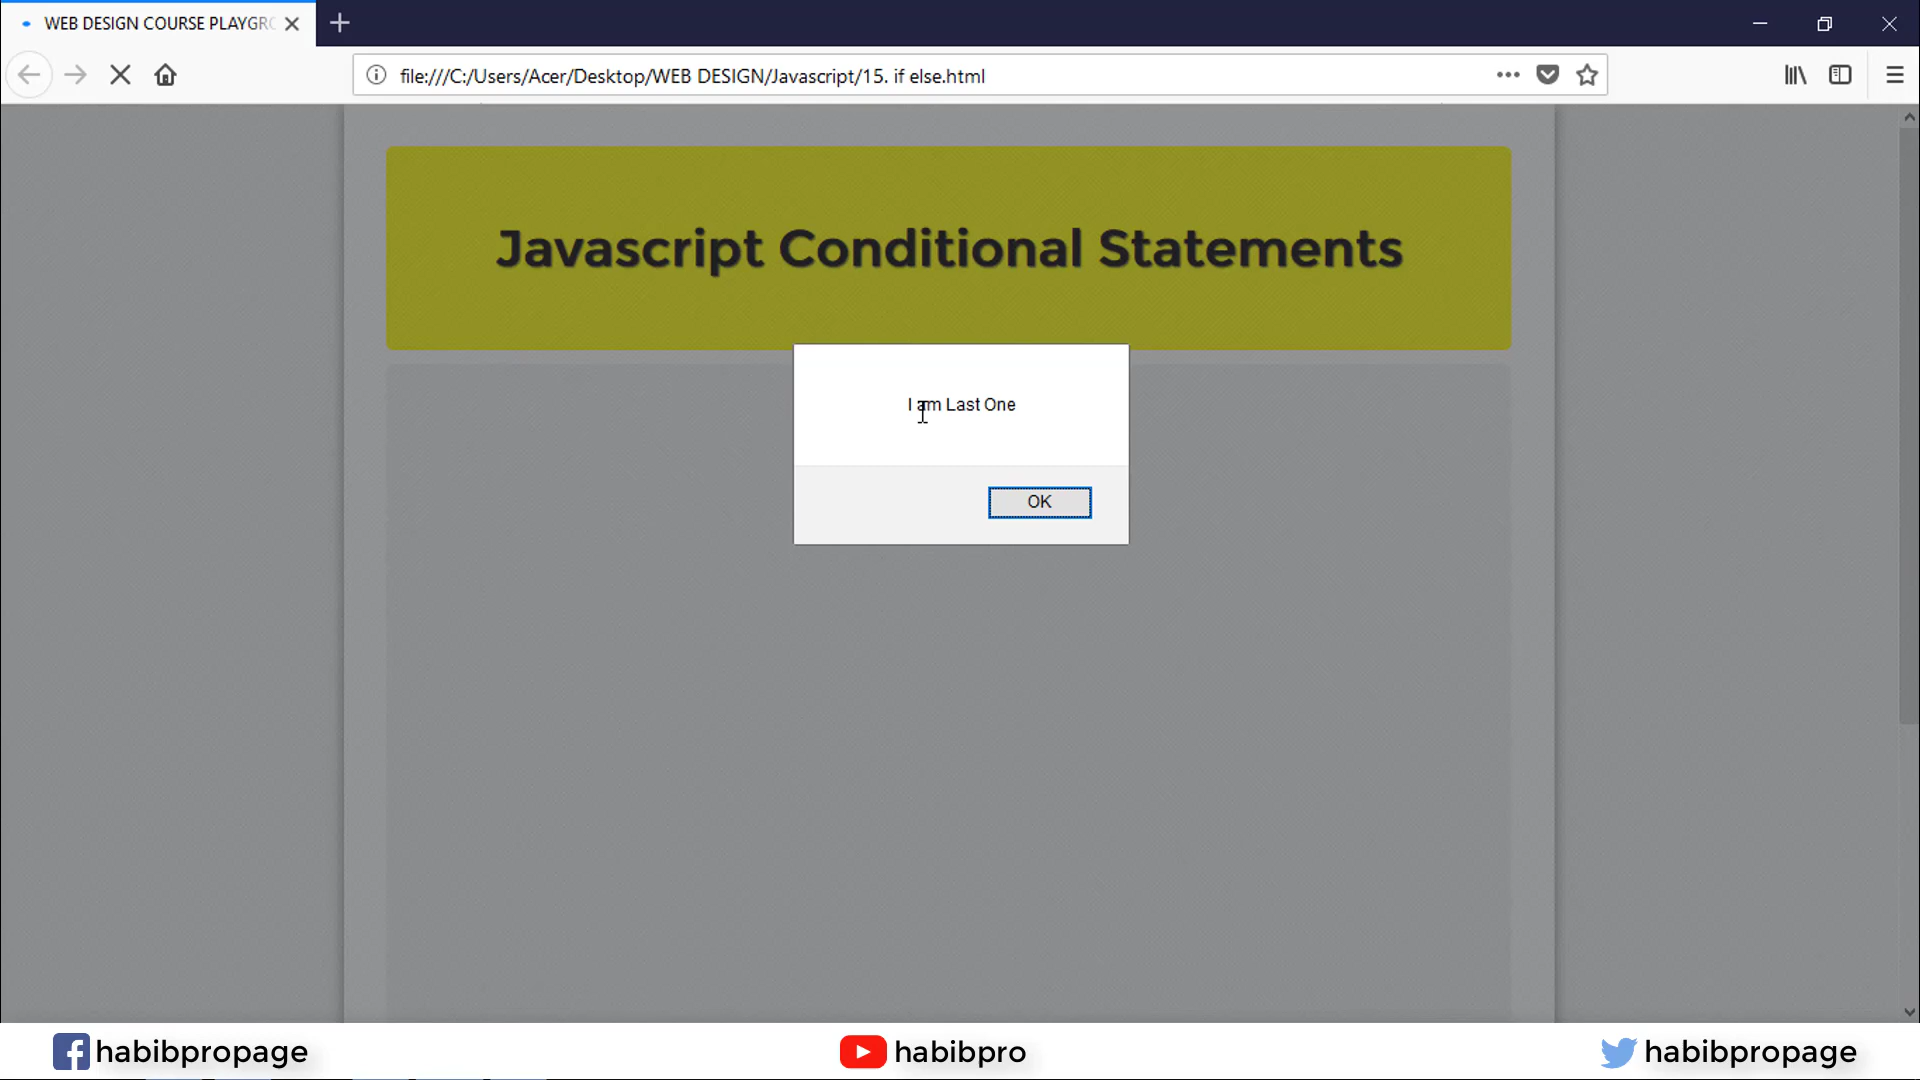 WEB DESIGN COURSE PLAYGR
file:///C:/Users/Acer/Desktop/WEB DESIGN/Javascript/15. if else.html
Javascript Conditional Statements
I am Last One
OK
habibpropage
habibpro
habibpropage